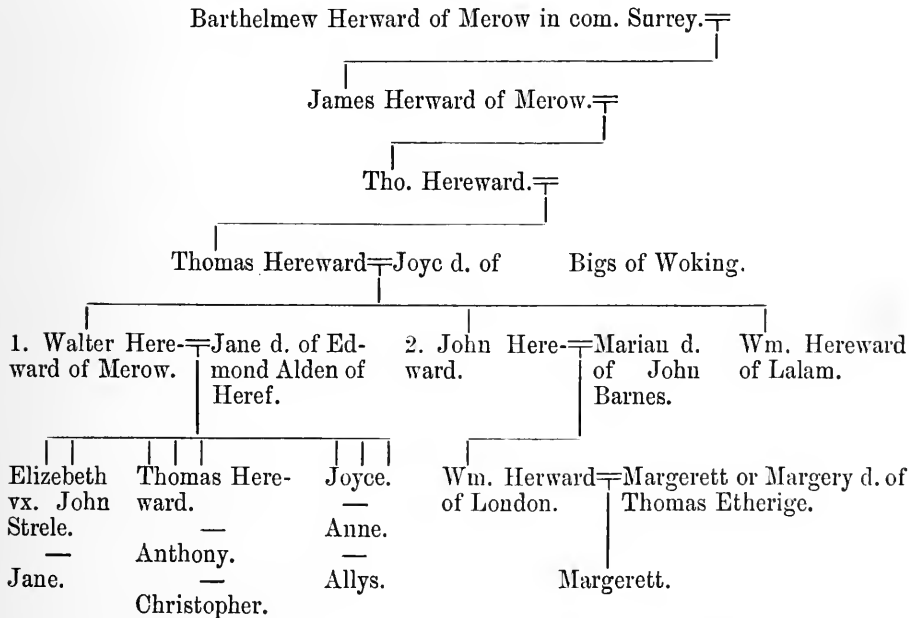 Barthelmew Herward of Merow in com. Surrey.
James Herward of Merow.
Tho. Hereward.
Thomas Hereward Joyc d. of Bigs of Woking.
1. Walter Here- Jane d. of Ed- 2. John Here- Marian d. Wm. Hereward
ward of Merow. mond Alden of ward. of John of Lalam.
Heref. Barnes.
Elizebeth Thomas Here- Joyce. Wm. Herward Margerett or Margery d. of
vx. John ward. — of London. Thomas Etherige.
Strele. — Anne.
— Anthony. —
Jane. — Allys. Margerett.
Christopher.